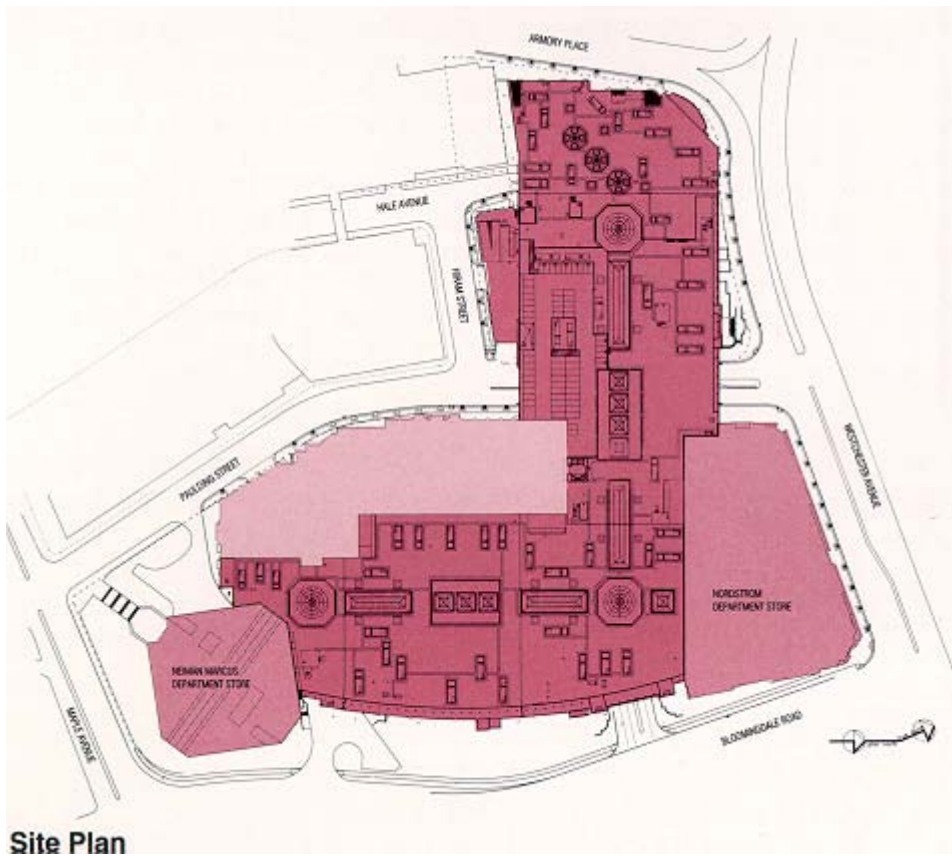 ARMORY PLACE
HALE AVENUE
HIRAM STREET
WESTCHESTER AVENUE
PAULDING STREET
NORDSTROM
DEPARTMENT STORE
NEIMAN MARCUS
DEPARTMENT STORE
MAPLE AVENUE
BLOOMINGDALE ROAD
Site Plan